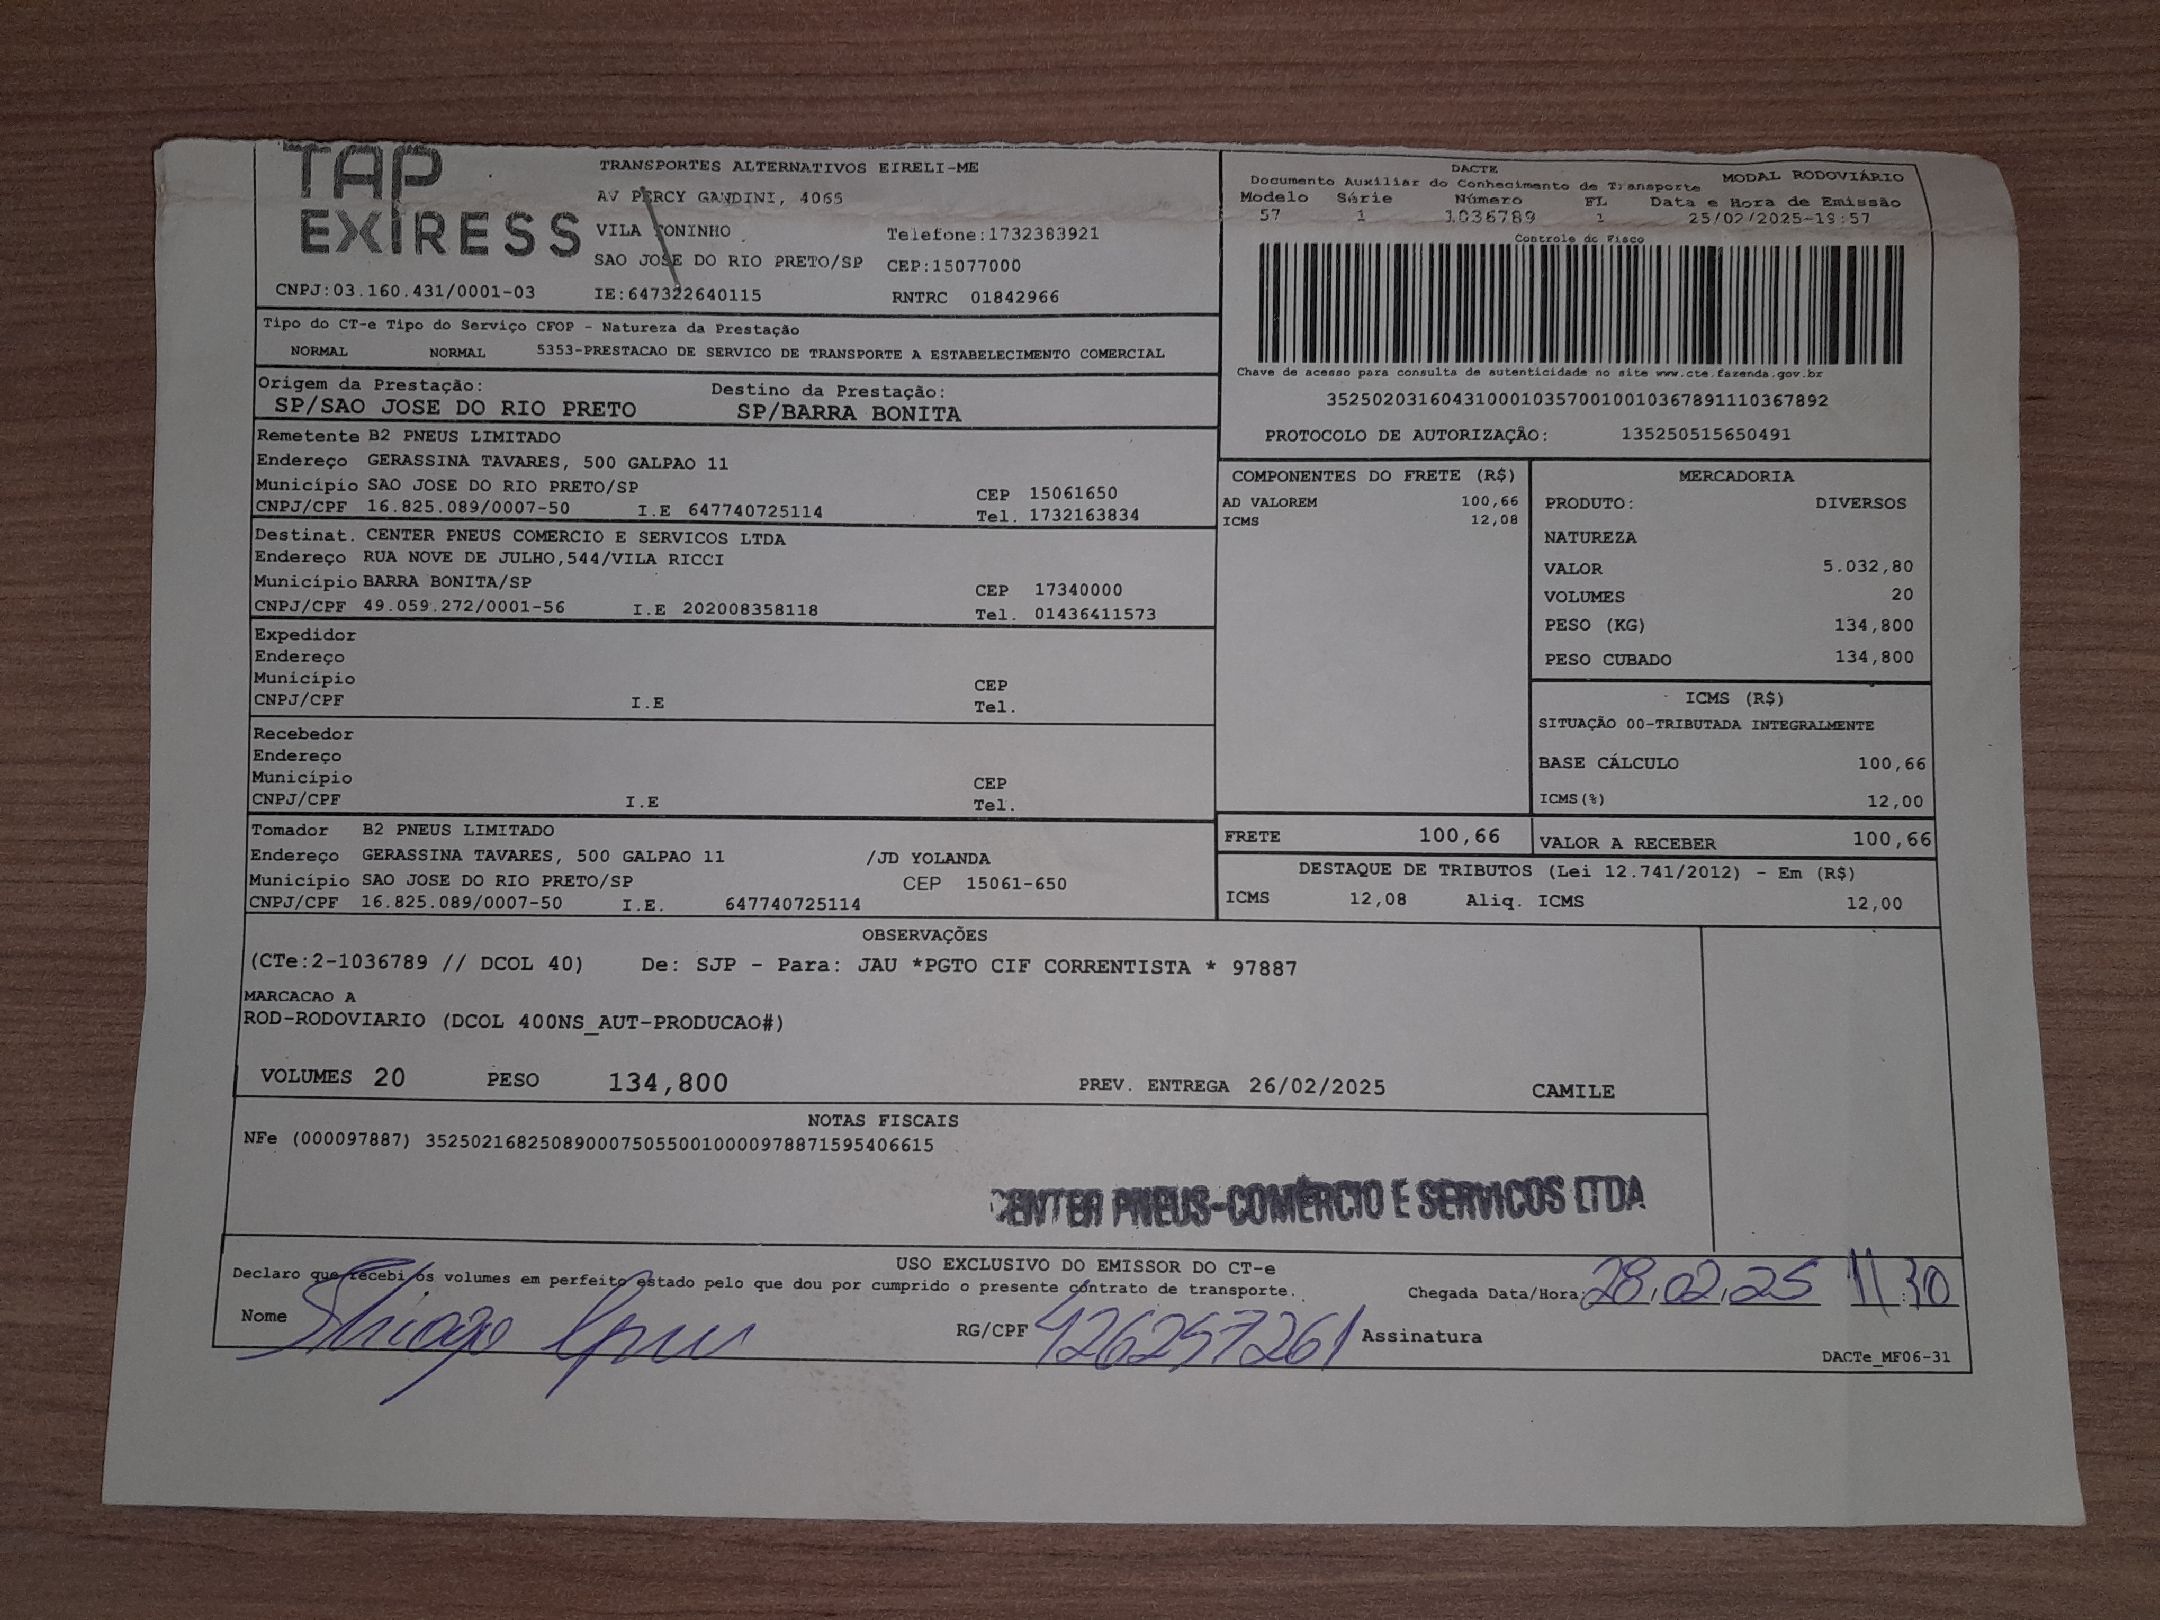 TAP
EXPRESS
TRANSPORTES ALTERNATIVOS EIRELI-ME
AV PERCY GANDINI, 4065
VILA TONINHO
Telefone:1732383921
SAO JOSE DO RIO PRETO/SP CEP:15077000
CNPJ:03.160.431/0001-03 IE:647322640115 RNTRC 01842966
DACTE
Documento Auxiliar do Conhecimento de Transporte MODAL RODOVIÁRIO
Modelo Série Número FL Data e Hora de Emissão
57 1 1036789 1 25/02/2025-19:57
Controle do Fisco
Chave de acesso para consulta de autenticidade no site www.cte.fazenda.gov.br
35250203160431000103570010010367891110367892
PROTOCOLO DE AUTORIZAÇÃO: 135250515650491
Tipo do CT-e Tipo do Serviço CFOP - Natureza da Prestação
NORMAL NORMAL 5353-PRESTACAO DE SERVICO DE TRANSPORTE A ESTABELECIMENTO COMERCIAL
Origem da Prestação: Destino da Prestação:
SP/SAO JOSE DO RIO PRETO SP/BARRA BONITA
Remetente B2 PNEUS LIMITADO
Endereço GERASSINA TAVARES, 500 GALPAO 11
Município SAO JOSE DO RIO PRETO/SP CEP 15061650
CNPJ/CPF 16.825.089/0007-50 I.E 647740725114 Tel. 1732163834
Destinat. CENTER PNEUS COMERCIO E SERVICOS LTDA
Endereço RUA NOVE DE JULHO,544/VILA RICCI
Município BARRA BONITA/SP CEP 17340000
CNPJ/CPF 49.059.272/0001-56 I.E 202008358118 Tel. 01436411573
Expedidor
Endereço
Município CEP
CNPJ/CPF I.E Tel.
Recebedor
Endereço
Município CEP
CNPJ/CPF I.E Tel.
Tomador B2 PNEUS LIMITADO
Endereço GERASSINA TAVARES, 500 GALPAO 11 /JD YOLANDA
Município SAO JOSE DO RIO PRETO/SP CEP 15061-650
CNPJ/CPF 16.825.089/0007-50 I.E. 647740725114
COMPONENTES DO FRETE (R$)
AD VALOREM 100,66
ICMS 12,08
MERCADORIA
PRODUTO: DIVERSOS
NATUREZA
VALOR 5.032,80
VOLUMES 20
PESO (KG) 134,800
PESO CUBADO 134,800
ICMS (R$)
SITUAÇÃO 00-TRIBUTADA INTEGRALMENTE
BASE CÁLCULO 100,66
ICMS(%) 12,00
FRETE 100,66 VALOR A RECEBER 100,66
DESTAQUE DE TRIBUTOS (Lei 12.741/2012) - Em (R$)
ICMS 12,08 Aliq. ICMS 12,00
OBSERVAÇÕES
(CTe:2-1036789 // DCOL 40) De: SJP - Para: JAU *PGTO CIF CORRENTISTA * 97887
MARCACAO A
ROD-RODOVIARIO (DCOL 400NS_AUT-PRODUCAO#)
VOLUMES 20 PESO 134,800 PREV. ENTREGA 26/02/2025 CAMILE
NOTAS FISCAIS
NFe (000097887) 35250216825089000750550010000978871595406615
CENTER PNEUS-COMÉRCIO E SERVICOS LTDA
USO EXCLUSIVO DO EMISSOR DO CT-e
Declaro que recebi os volumes em perfeito estado pelo que dou por cumprido o presente contrato de transporte.
Chegada Data/Hora: 28.02.25 11:30
Nome Thiago RG/CPF 426257261 Assinatura
DACTe_MF06-31